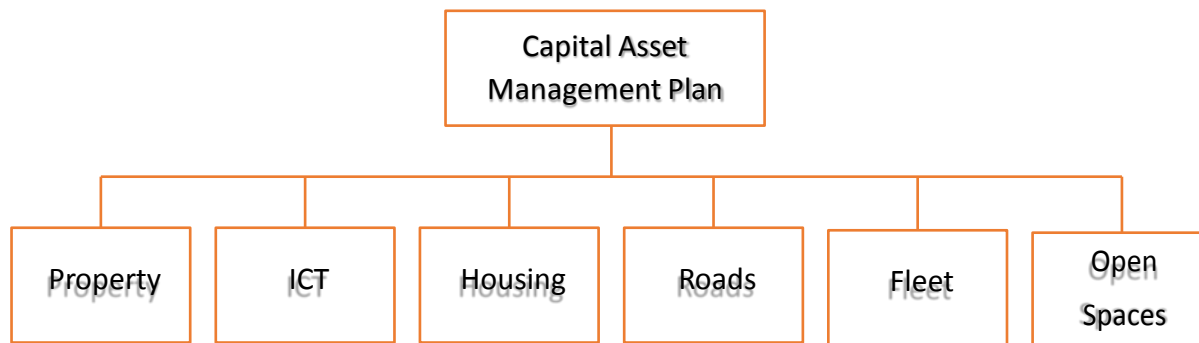 Capital Asset
Management Plan
Property
ICT
Housing
Roads
Fleet
Open
Spaces